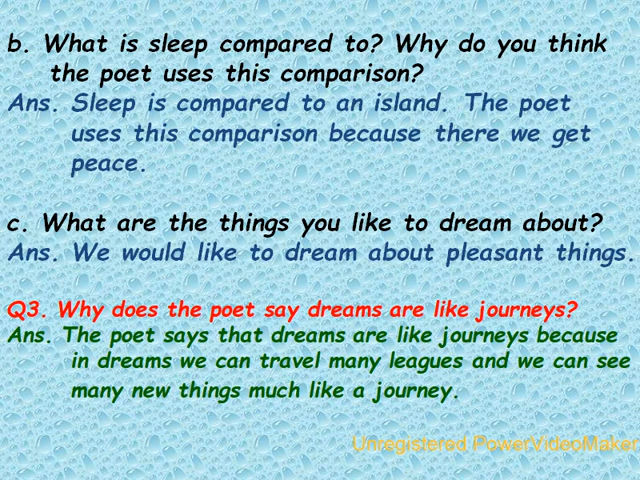 b. What is sleep compared to? Why do you think
the poet uses this comparison?
Ans. Sleep is compared to an island. The poet
uses this comparison because there we get
peace.
c. What are the things you like to dream about?
Ans. We would like to dream about pleasant things.
Q3. Why does the poet say dreams are like journeys?
Ans. The poet says that dreams are like journeys because
in dreams we can travel many leagues and we can see
many new things much like a journey.
Unregistered PowerVideoMaker